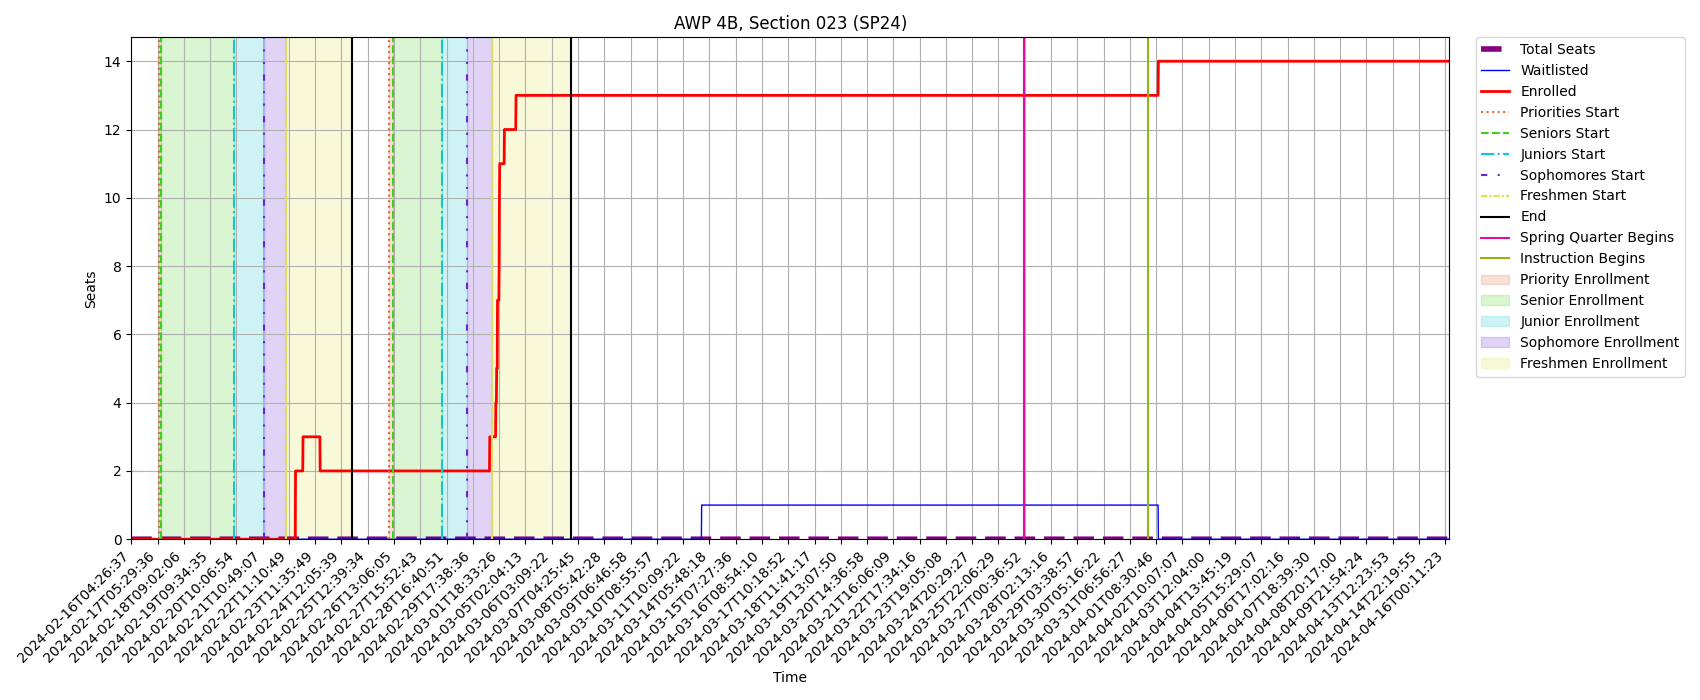 AWP 4B, Section 023 (SP24)
Total Seats
Waitlisted
Enrolled
Priorities Start
Seniors Start
Juniors Start
Sophomores Start
Freshmen Start
End
Spring Quarter Begins
Instruction Begins
Priority Enrollment
Senior Enrollment
Junior Enrollment
Sophomore Enrollment
Freshmen Enrollment
Seats
14
12
10
8
6
4
2
0
2024-02-16T04:26:37
2024-02-17T05:29:36
2024-02-18T09:02:06
2024-02-19T09:34:35
2024-02-20T10:06:54
2024-02-21T10:49:07
2024-02-22T11:10:49
2024-02-23T11:35:49
2024-02-24T12:05:39
2024-02-25T12:39:34
2024-02-26T13:06:05
2024-02-27T15:52:43
2024-02-28T16:40:51
2024-02-29T17:38:36
2024-03-01T18:33:26
2024-03-05T02:04:13
2024-03-06T03:09:22
2024-03-07T04:25:45
2024-03-08T05:42:28
2024-03-09T06:46:58
2024-03-10T08:55:57
2024-03-11T10:09:22
2024-03-14T05:48:18
2024-03-15T07:27:36
2024-03-16T08:54:10
2024-03-17T10:18:52
2024-03-18T11:41:17
2024-03-19T13:07:50
2024-03-20T14:36:58
2024-03-21T16:06:09
2024-03-22T17:34:16
2024-03-23T19:05:08
2024-03-24T20:29:27
2024-03-25T22:06:29
2024-03-27T00:36:52
2024-03-28T02:13:16
2024-03-29T03:38:57
2024-03-30T05:16:22
2024-03-31T06:56:27
2024-04-01T08:30:46
2024-04-02T10:07:07
2024-04-03T12:04:00
2024-04-04T13:45:19
2024-04-05T15:29:07
2024-04-06T17:02:16
2024-04-07T18:39:30
2024-04-08T20:17:00
2024-04-09T21:54:24
2024-04-13T12:23:53
2024-04-14T22:19:55
2024-04-16T00:11:23
Time